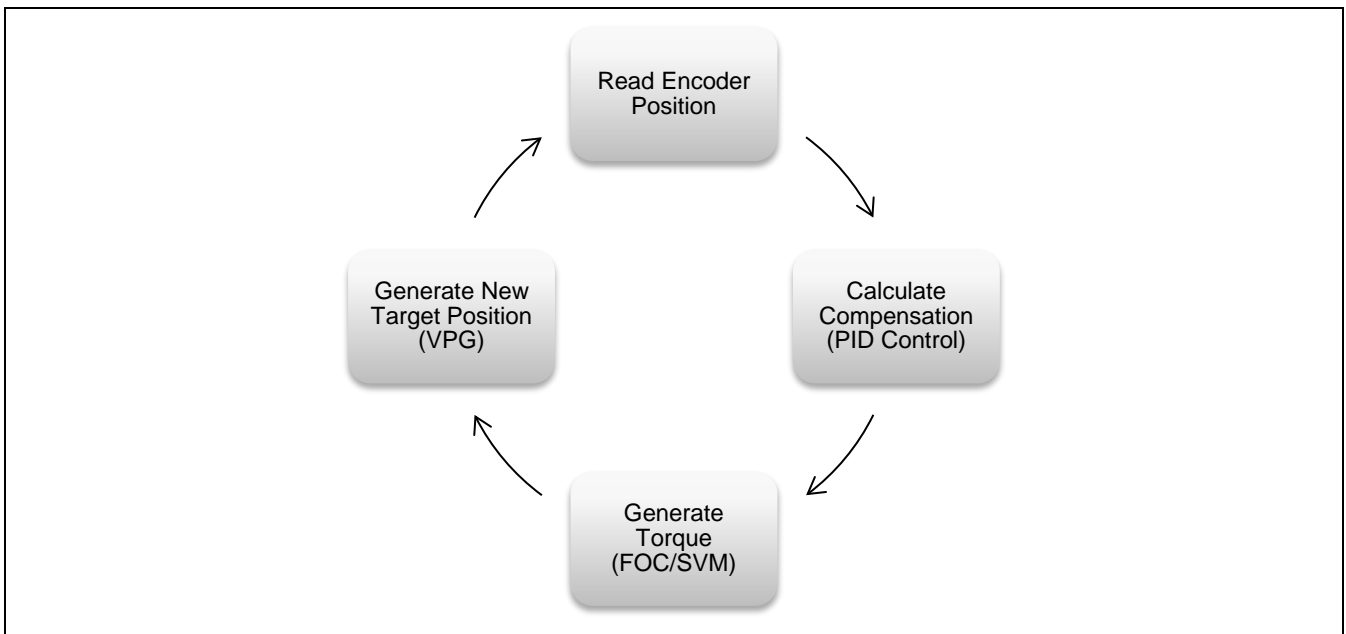 Read Encoder
Position
Calculate
Compensation
(PID Control)
Generate
Torque
(FOC/SVM)
Generate New
Target Position
(VPG)